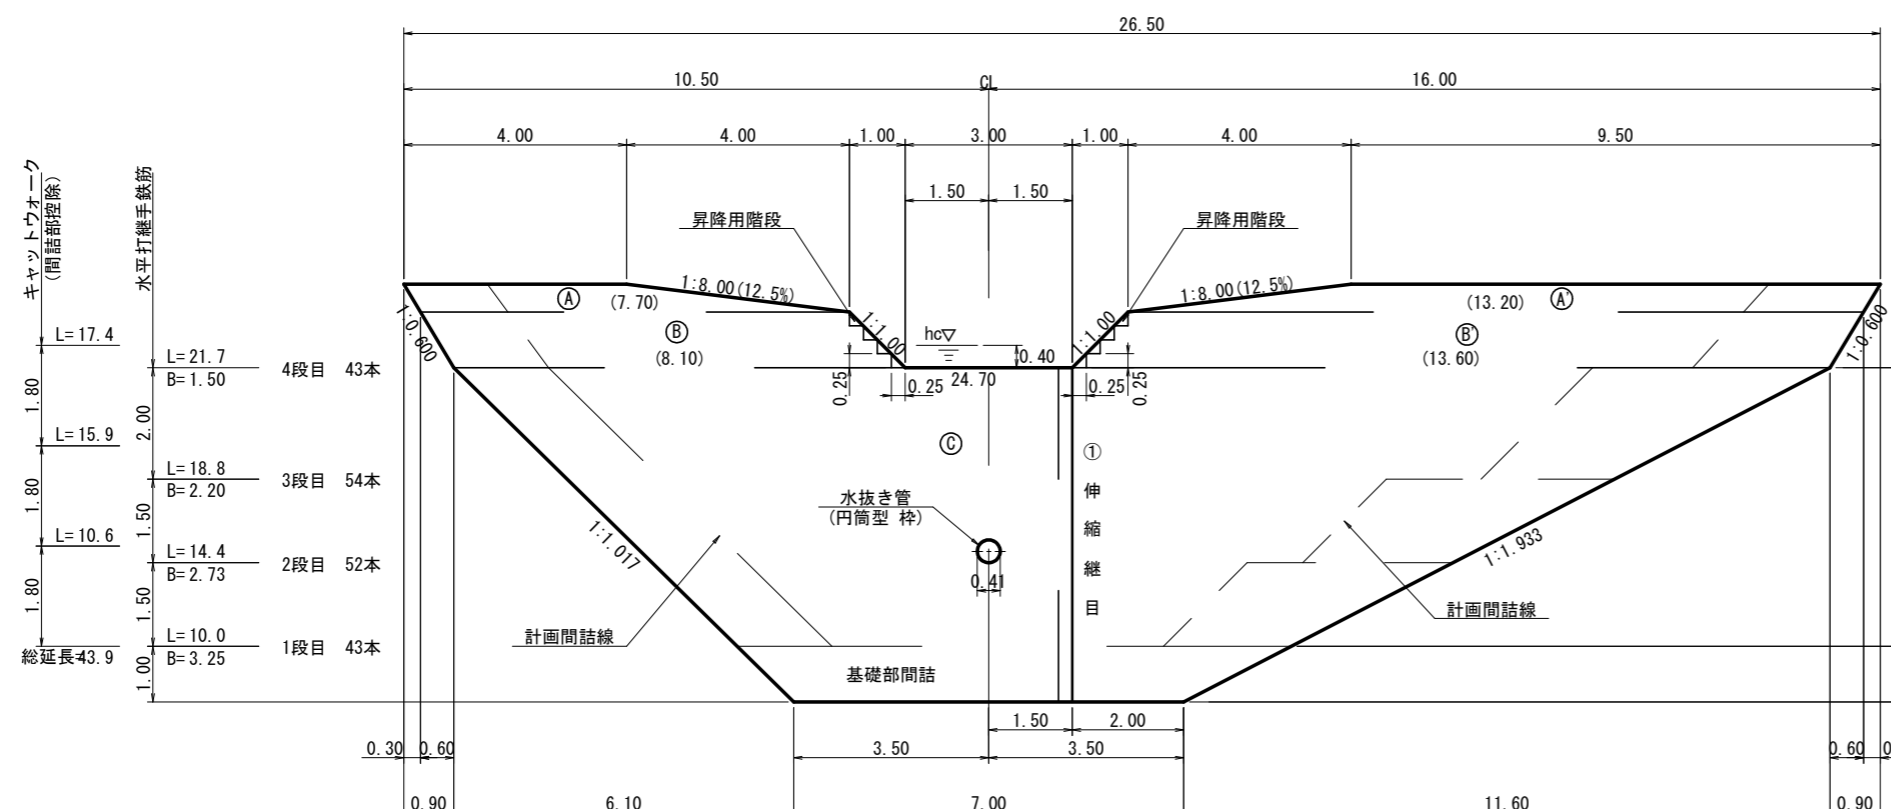 26.50
10.50
CL
16.00
4.00
4.00
1.00
3.00
1.00
4.00
9.50
1.50
1.50
昇降用階段
昇降用階段
キャットウォーク
(間詰部控除)
水平打継手鉄筋
1:8.00(12.5%)
1:8.00(12.5%)
Ⓐ
(7.70)
(13.20)
Ⓐ'
1:0.600
1:0.600
Ⓑ
(8.10)
Ⓑ'
(13.60)
1:1.00
1:1.00
hc▽
0.40
24.70
0.25
0.25
0.25
0.25
L=17.4
L=21.7
B=1.50
4段目 43本
1.80
2.00
L=15.9
L=18.8
B=2.20
3段目 54本
1.80
1.50
L=10.6
L=14.4
B=2.73
2段目 52本
1.80
1.50
L=10.0
B=3.25
1段目 43本
総延長=43.9
1.00
Ⓒ
①伸縮継目
水抜き管
(円筒型 枠)
0.41
1:1.017
1:1.933
計画間詰線
計画間詰線
基礎部間詰
1.50
2.00
0.30
0.60
3.50
3.50
0.60
0.90
6.10
7.00
11.60
0.90